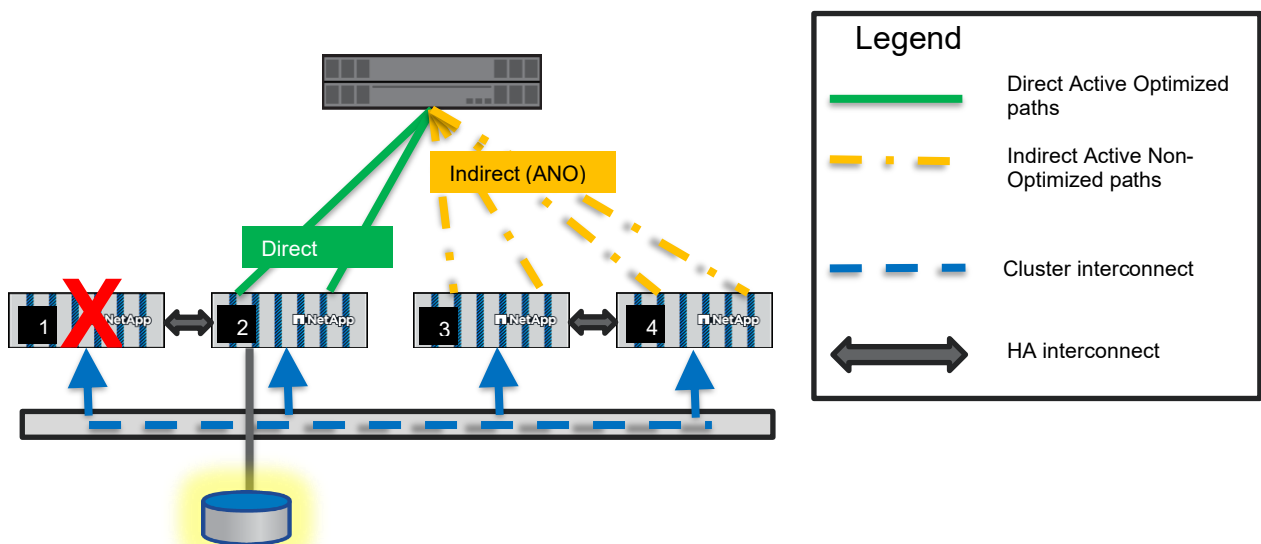 Legend
Direct Active Optimized
paths
Indirect (ANO)
Indirect Active Non-
Optimized paths
Direct
Cluster interconnect
1
NetApp
2
NetApp
3
NetApp
4
NetApp
HA interconnect